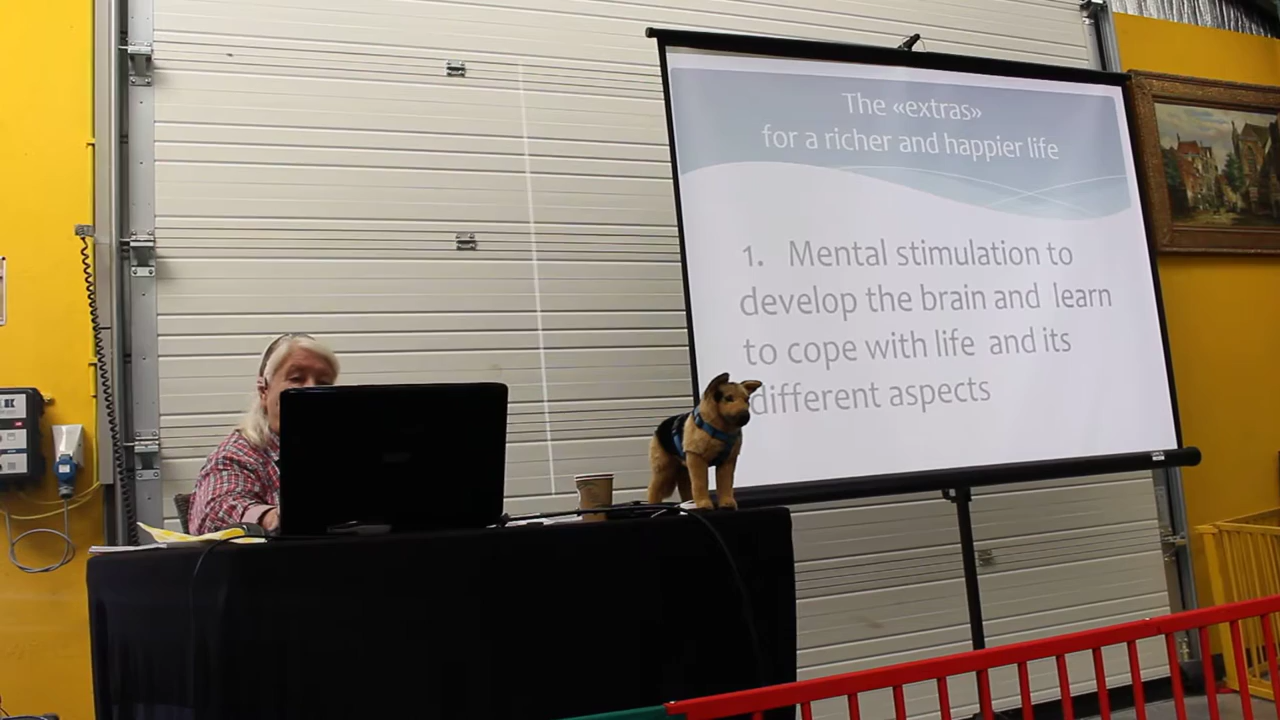 The «extras»
for a richer and happier life
1. Mental stimulation to
develop the brain and learn
to cope with life and its
different aspects